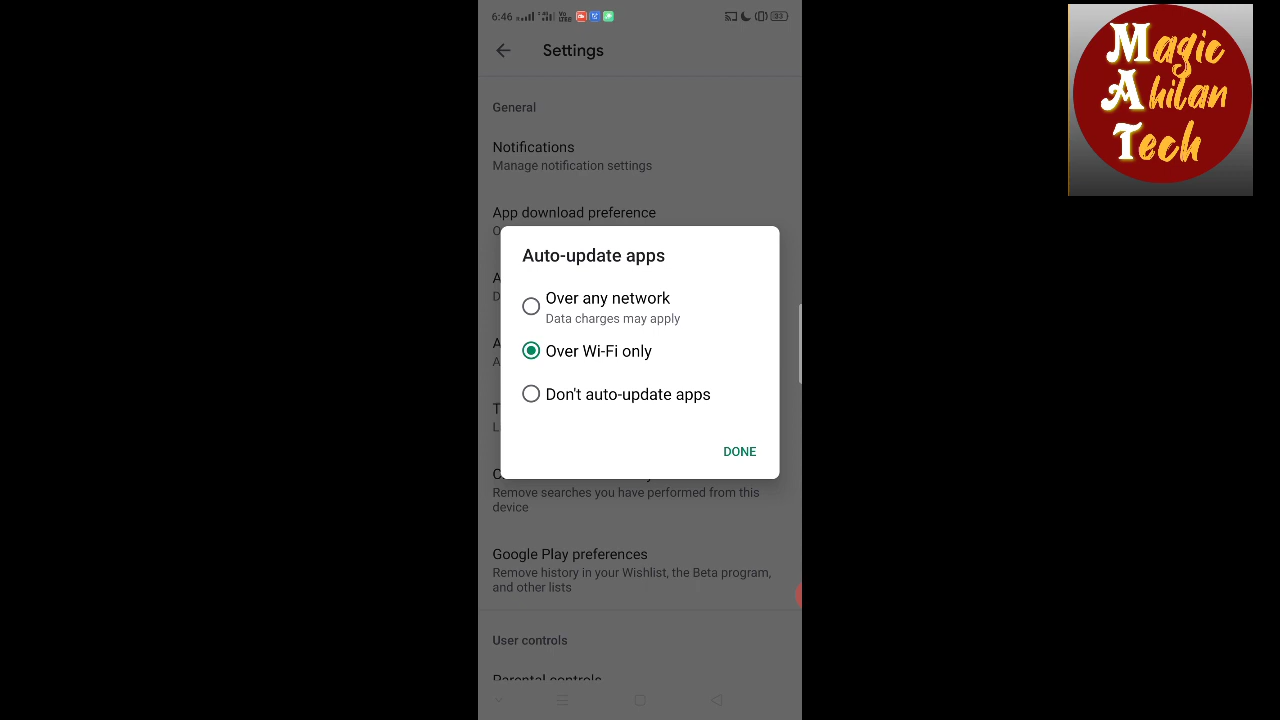 6:46
33
Settings
General
Notifications
Manage notification settings
App download preference
Auto-update apps
Over any network
Data charges may apply
Over Wi-Fi only
Don't auto-update apps
DONE
Remove searches you have performed from this
device
Google Play preferences
Remove history in your Wishlist, the Beta program,
and other lists
User controls
Parental controls
Magic
Ahilan
Tech